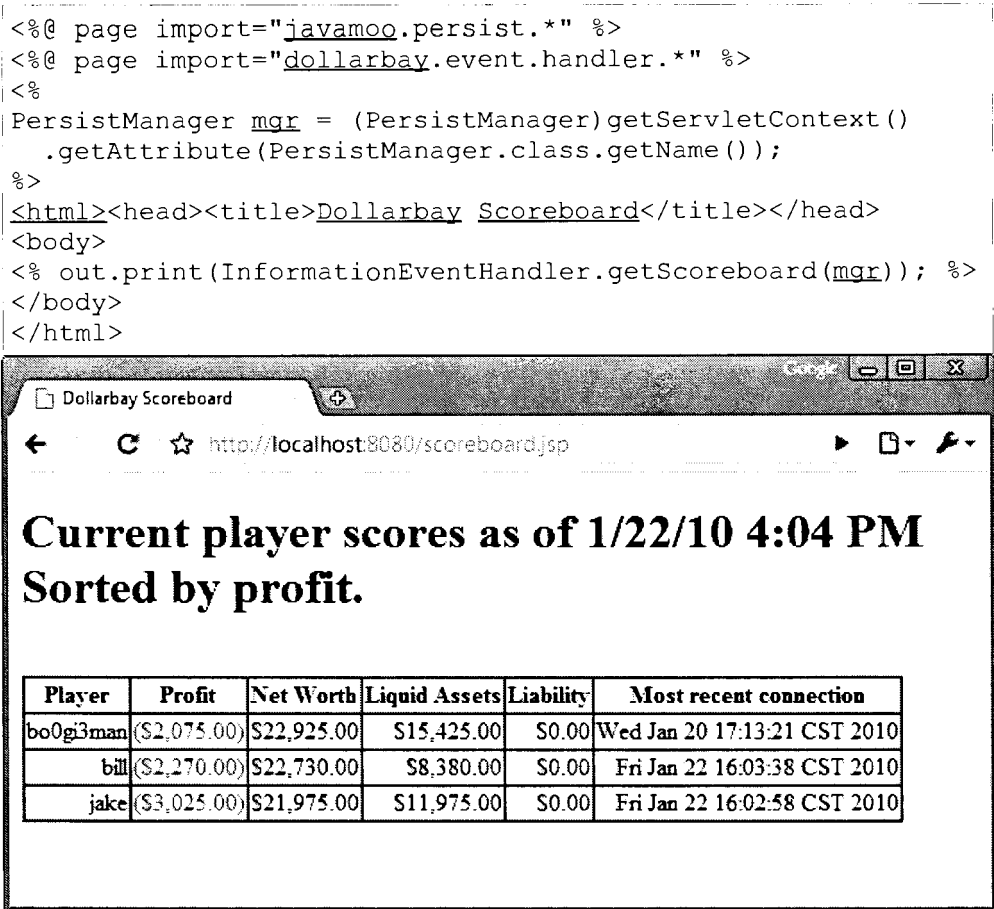 <%@ page import="javamoo.persist.*" %>
<%@ page import="dollarbay.event.handler.*" %>
<%
PersistManager mgr = (PersistManager)getServletContext()
.getAttribute(PersistManager.class.getName());
%>
<html><head><title>Dollarbay Scoreboard</title></head>
<body>
<% out.print(InformationEventHandler.getScoreboard(mgr)); %>
</body>
</html>
Google
Dollarbay Scoreboard
http://localhost:8080/scoreboard.jsp
Current player scores as of 1/22/10 4:04 PM
Sorted by profit.
Player Profit Net Worth Liquid Assets Liability Most recent connection
bo0gi3man ($2,075.00) $22,925.00 $15,425.00 $0.00 Wed Jan 20 17:13:21 CST 2010
bill ($2,270.00) $22,730.00 $8,380.00 $0.00 Fri Jan 22 16:03:38 CST 2010
jake ($3,025.00) $21,975.00 $11,975.00 $0.00 Fri Jan 22 16:02:58 CST 2010